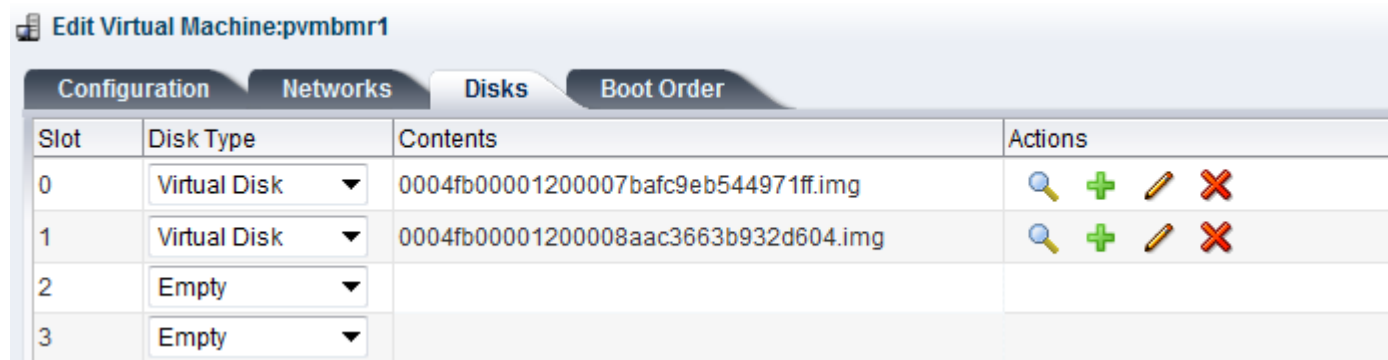 Edit Virtual Machine:pvmbmr1
Configuration Networks Disks Boot Order
Slot Disk Type Contents Actions
0 Virtual Disk 0004fb00001200007bafc9eb544971ff.img
1 Virtual Disk 0004fb00001200008aac3663b932d604.img
2 Empty
3 Empty